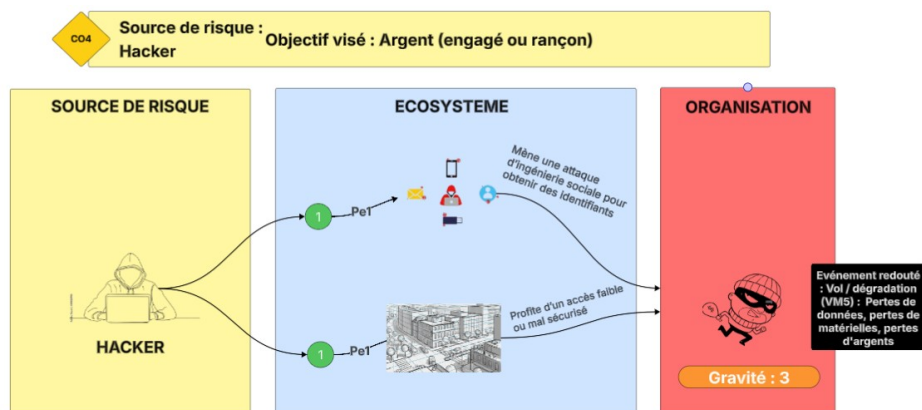 CO4
Source de risque :
Hacker
Objectif visé : Argent (engagé ou rançon)
SOURCE DE RISQUE
HACKER
ECOSYSTEME
1
Pe1
Mène une attaque
d'ingénierie sociale pour
obtenir des identifiants
1
Pe1
Profite d'un accès faible
ou mal sécurisé
ORGANISATION
Evénement redouté
: Vol / dégradation
(VM5) : Pertes de
données, pertes de
matérielles, pertes
d'argents
Gravité : 3